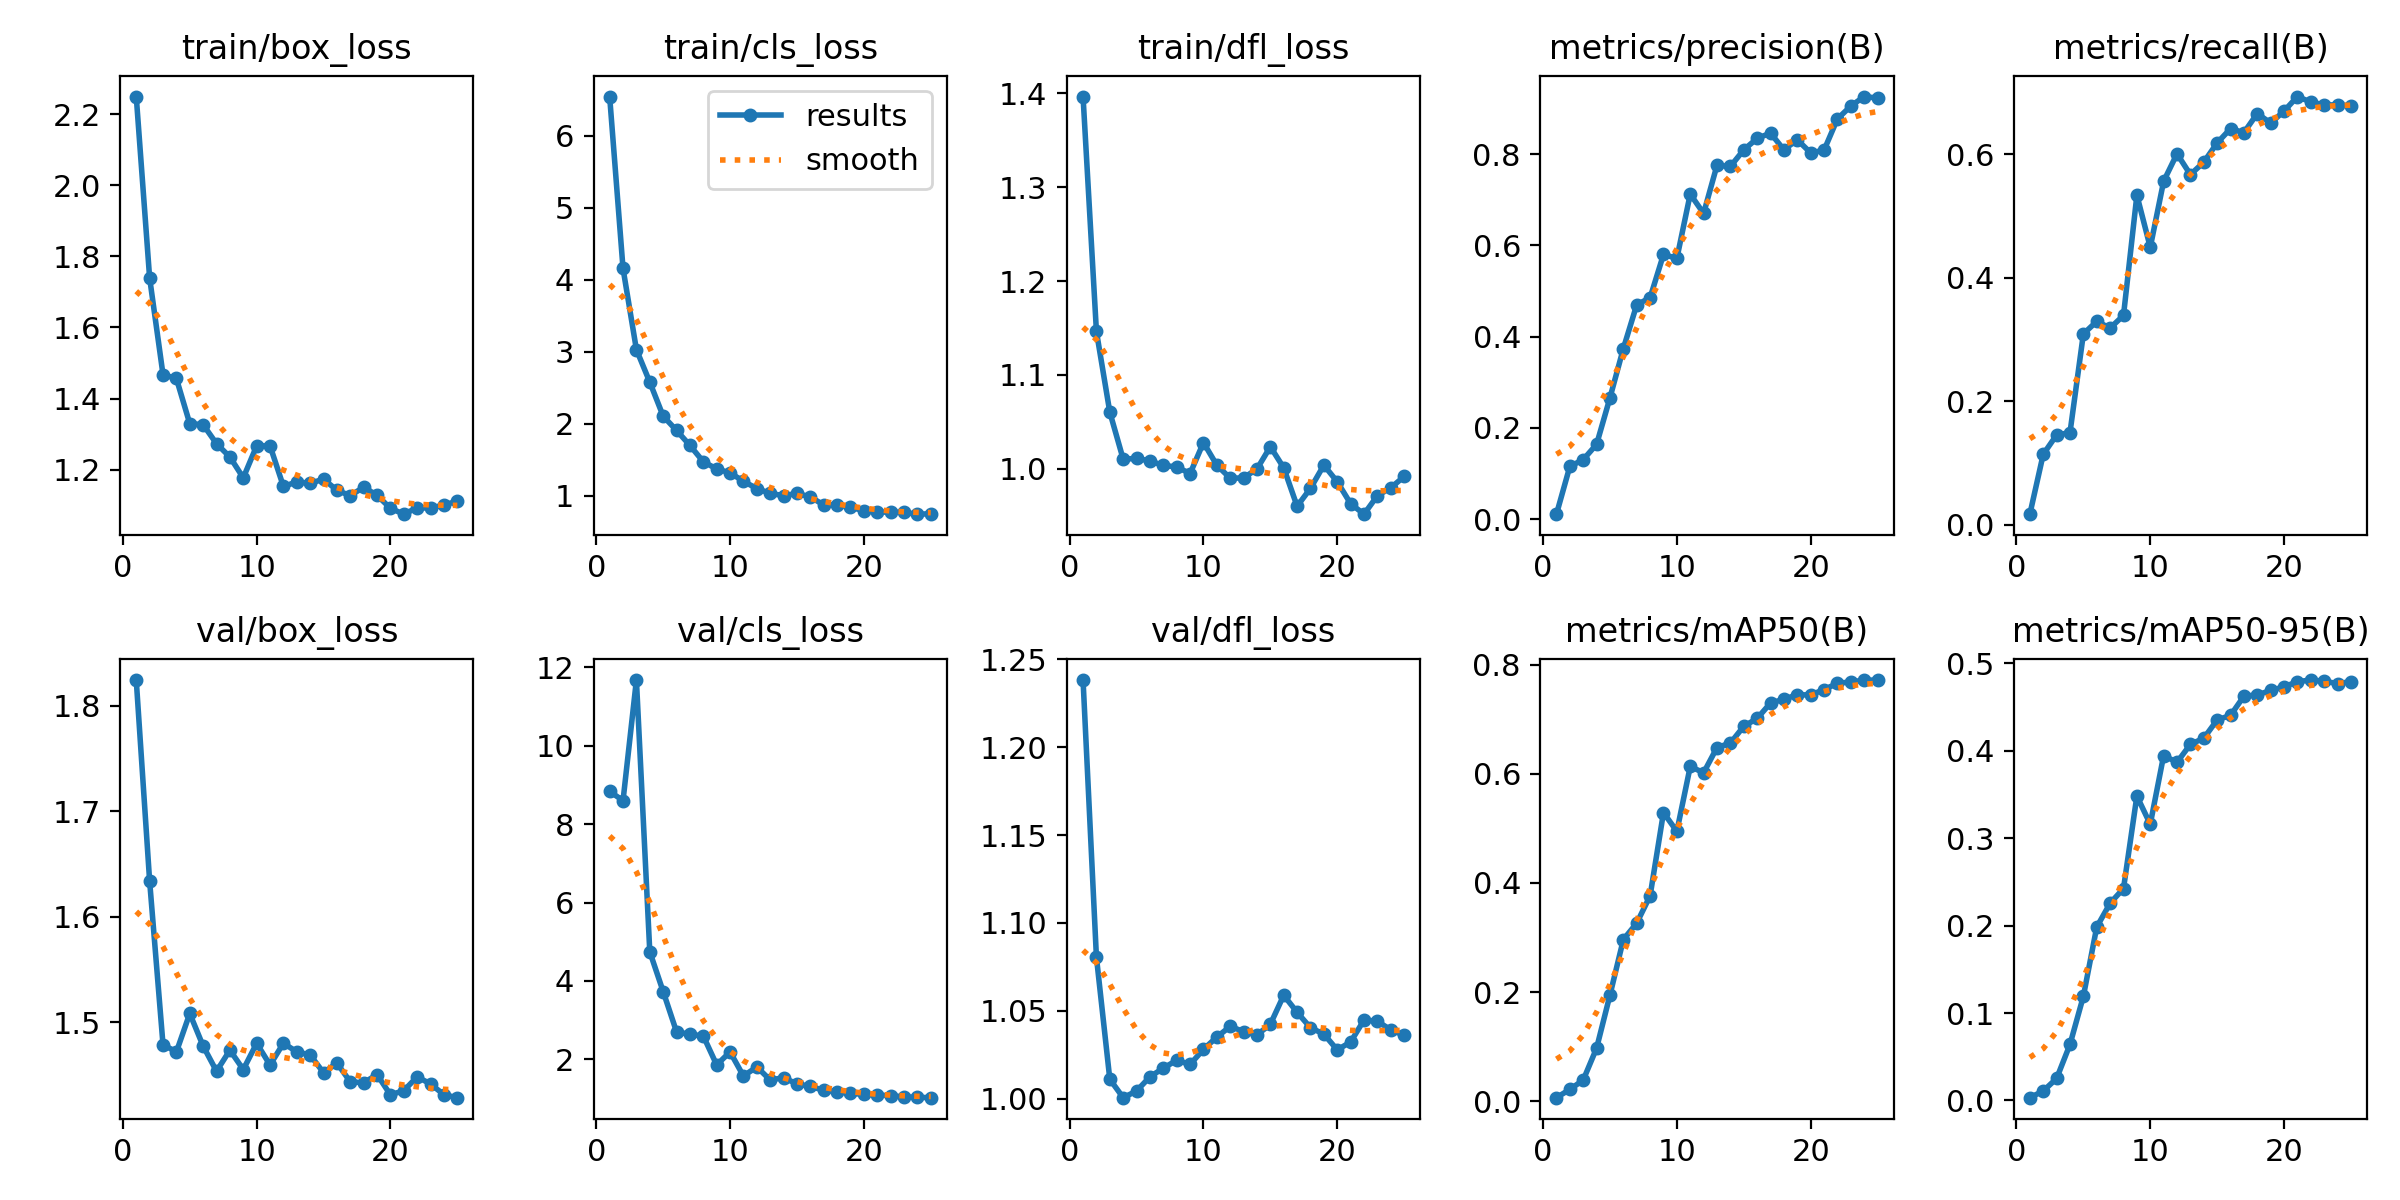 train/box_loss
2.2
2.0
1.8
1.6
1.4
1.2
0 10 20
train/cls_loss
results
smooth
6
5
4
3
2
1
0 10 20
train/dfl_loss
1.4
1.3
1.2
1.1
1.0
0 10 20
metrics/precision(B)
0.8
0.6
0.4
0.2
0.0
0 10 20
metrics/recall(B)
0.6
0.4
0.2
0.0
0 10 20
val/box_loss
1.8
1.7
1.6
1.5
0 10 20
val/cls_loss
12
10
8
6
4
2
0 10 20
val/dfl_loss
1.25
1.20
1.15
1.10
1.05
1.00
0 10 20
metrics/mAP50(B)
0.8
0.6
0.4
0.2
0.0
0 10 20
metrics/mAP50-95(B)
0.5
0.4
0.3
0.2
0.1
0.0
0 10 20